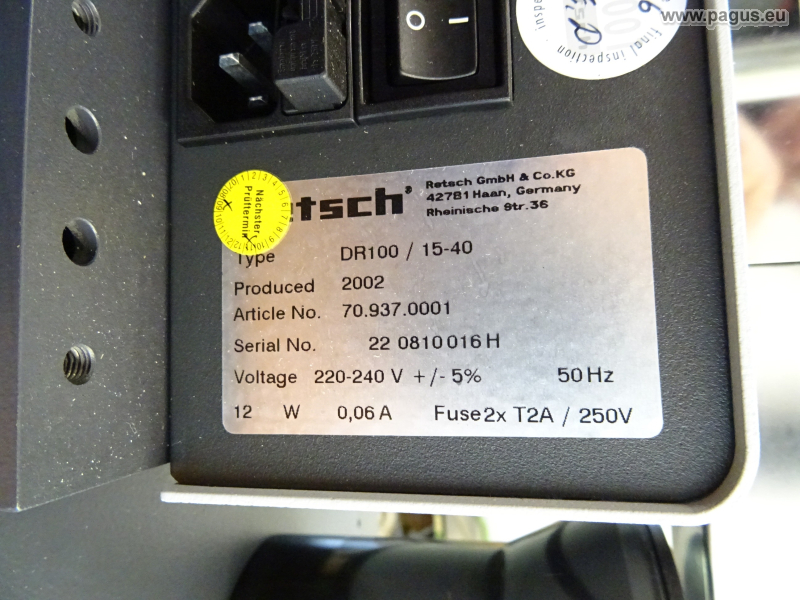 www.pagus.eu
final inspection
O I
Nächster
Prüftermin
Retsch GmbH & Co.KG
42781 Haan, Germany
Rheinische Str.36
Type DR100 / 15-40
Produced 2002
Article No. 70.937.0001
Serial No. 22 0810016 H
Voltage 220-240 V +/- 5% 50 Hz
12 W 0,06 A Fuse 2x T2A / 250V